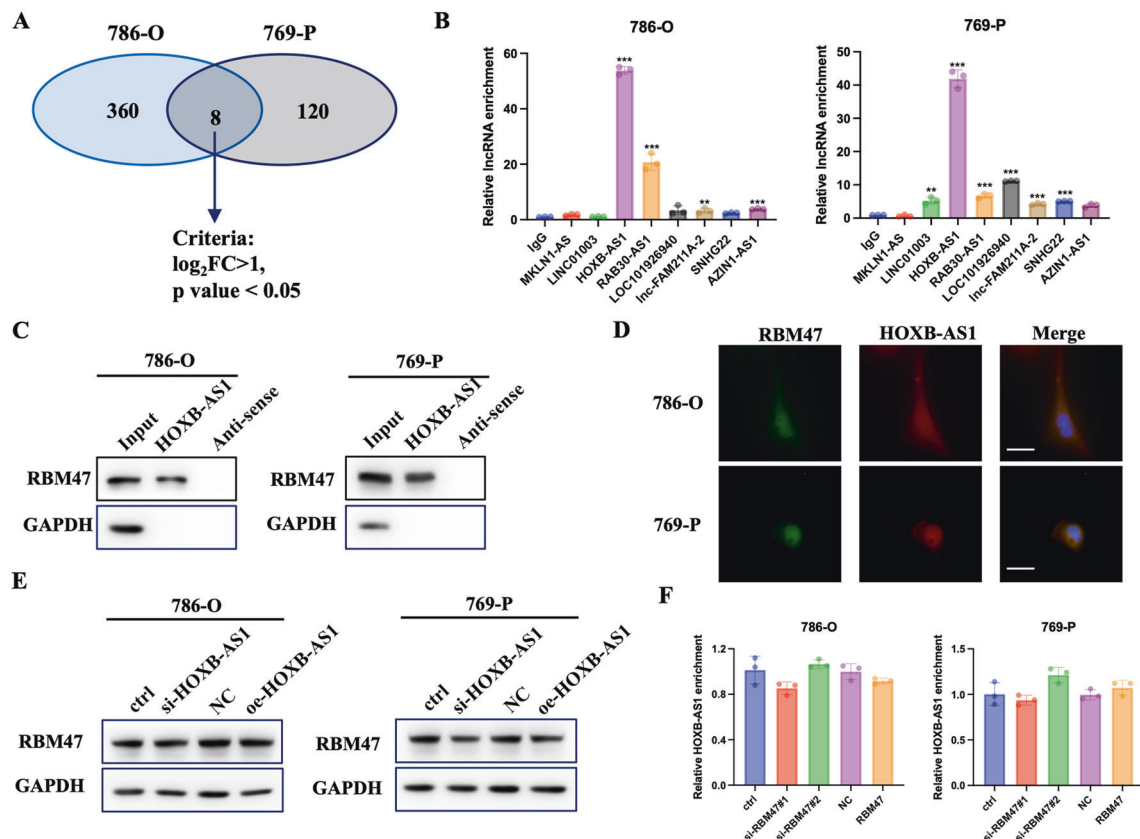 A
786-O 769-P
360 8 120
Criteria:
log₂FC>1,
p value < 0.05
B
786-O
Relative lncRNA enrichment
60
40
20
0
***
***
**
***
IgG
MKLN1-AS
LINC01003
HOXB-AS1
RAB30-AS1
LOC101926940
lnc-FAM211A-2
SNHG22
AZIN1-AS1
769-P
Relative lncRNA enrichment
50
40
30
20
10
0
**
***
***
***
***
***
IgG
MKLN1-AS
LINC01003
HOXB-AS1
RAB30-AS1
LOC101926940
lnc-FAM211A-2
SNHG22
AZIN1-AS1
C
786-O
Input
HOXB-AS1
Anti-sense
RBM47
GAPDH
769-P
Input
HOXB-AS1
Anti-sense
RBM47
GAPDH
D
RBM47 HOXB-AS1 Merge
786-O
769-P
E
786-O
ctrl
si-HOXB-AS1
NC
oe-HOXB-AS1
RBM47
GAPDH
769-P
ctrl
si-HOXB-AS1
NC
oe-HOXB-AS1
RBM47
GAPDH
F
786-O
Relative HOXB-AS1 enrichment
1.2
0.8
0.4
0.0
ctrl
si-RBM47#1
si-RBM47#2
NC
RBM47
769-P
Relative HOXB-AS1 enrichment
1.5
1.0
0.5
0.0
ctrl
si-RBM47#1
si-RBM47#2
NC
RBM47